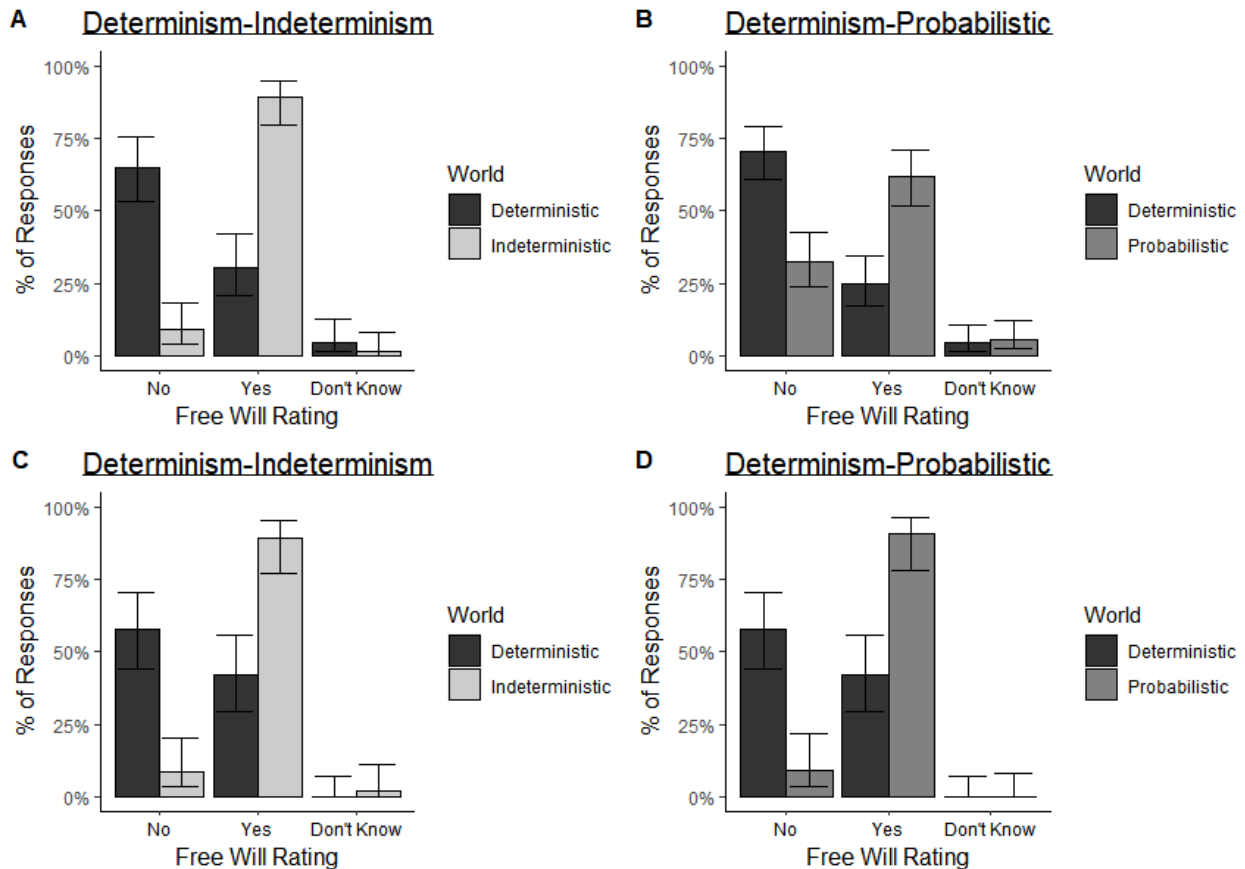 A
Determinism-Indeterminism
100%
75%
50%
25%
0%
% of Responses
No
Yes
Don't Know
Free Will Rating
World
Deterministic
Indeterministic
B
Determinism-Probabilistic
100%
75%
50%
25%
0%
% of Responses
No
Yes
Don't Know
Free Will Rating
World
Deterministic
Probabilistic
C
Determinism-Indeterminism
100%
75%
50%
25%
0%
% of Responses
No
Yes
Don't Know
Free Will Rating
World
Deterministic
Indeterministic
D
Determinism-Probabilistic
100%
75%
50%
25%
0%
% of Responses
No
Yes
Don't Know
Free Will Rating
World
Deterministic
Probabilistic